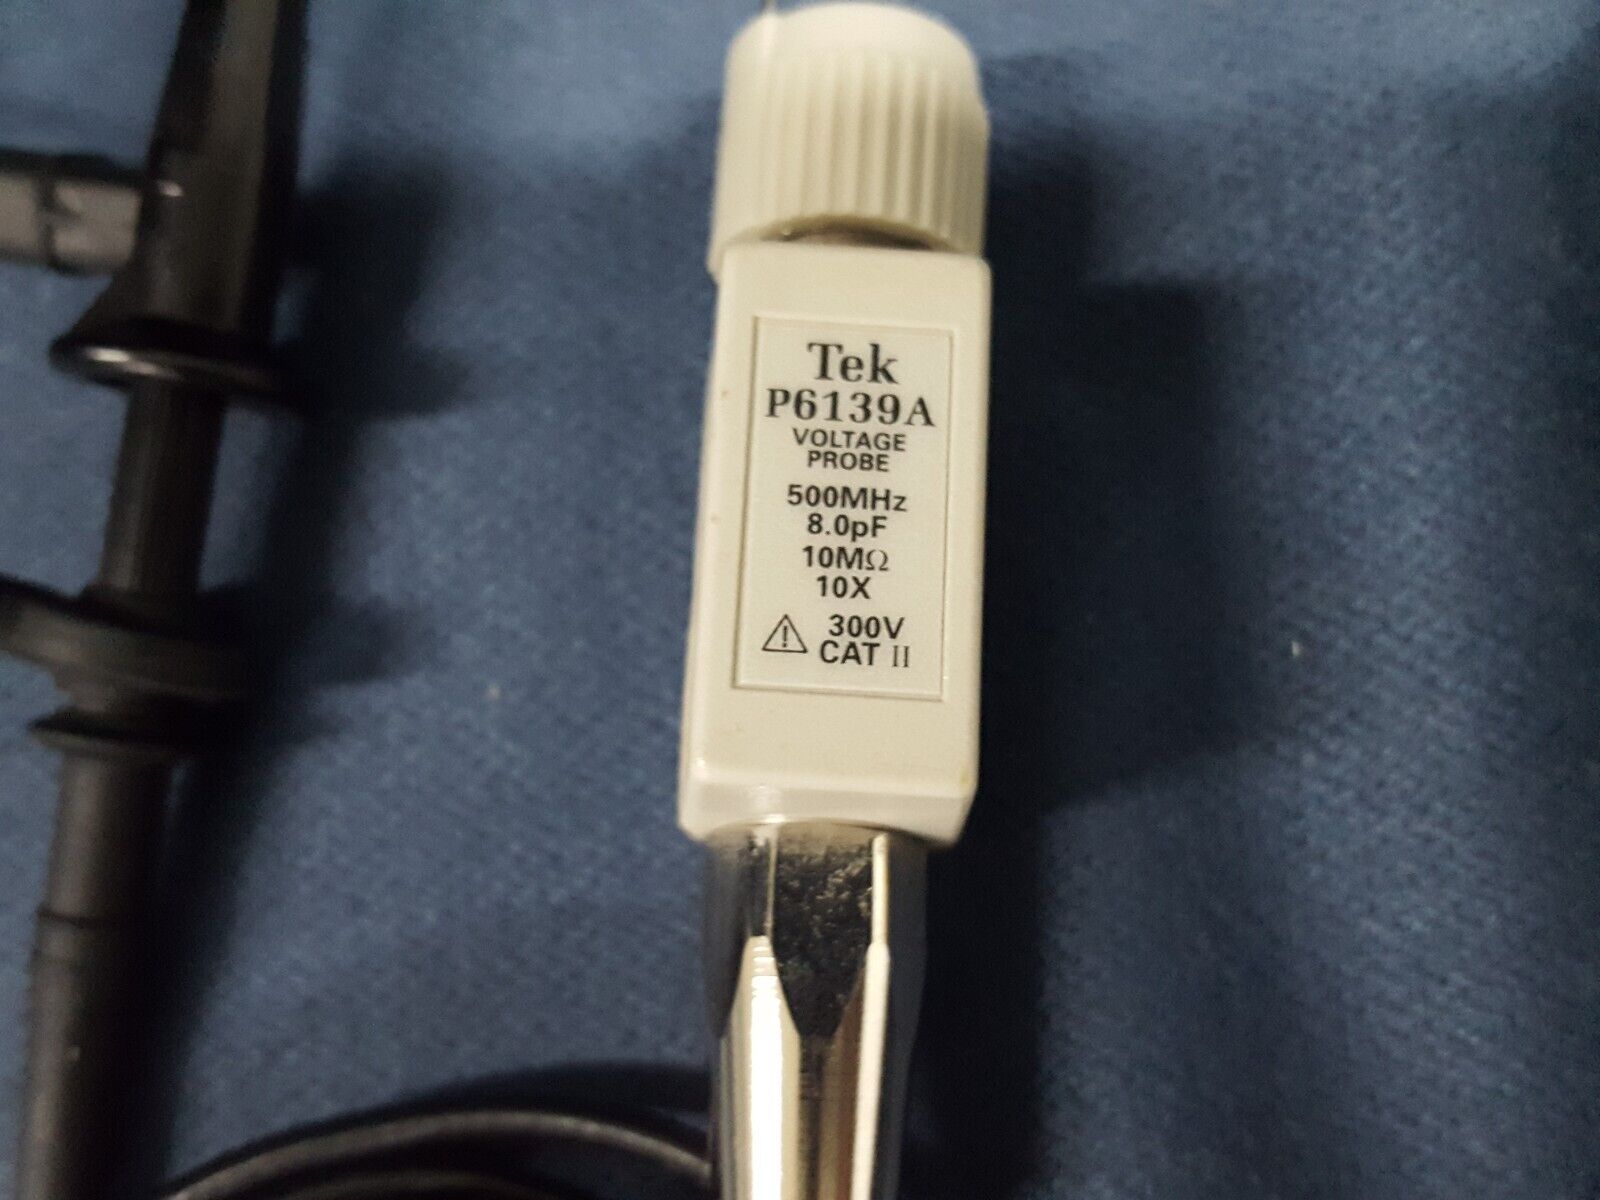 Tek
P6139A
VOLTAGE
PROBE
500MHz
8.0pF
10MΩ
10X
300V
CAT II